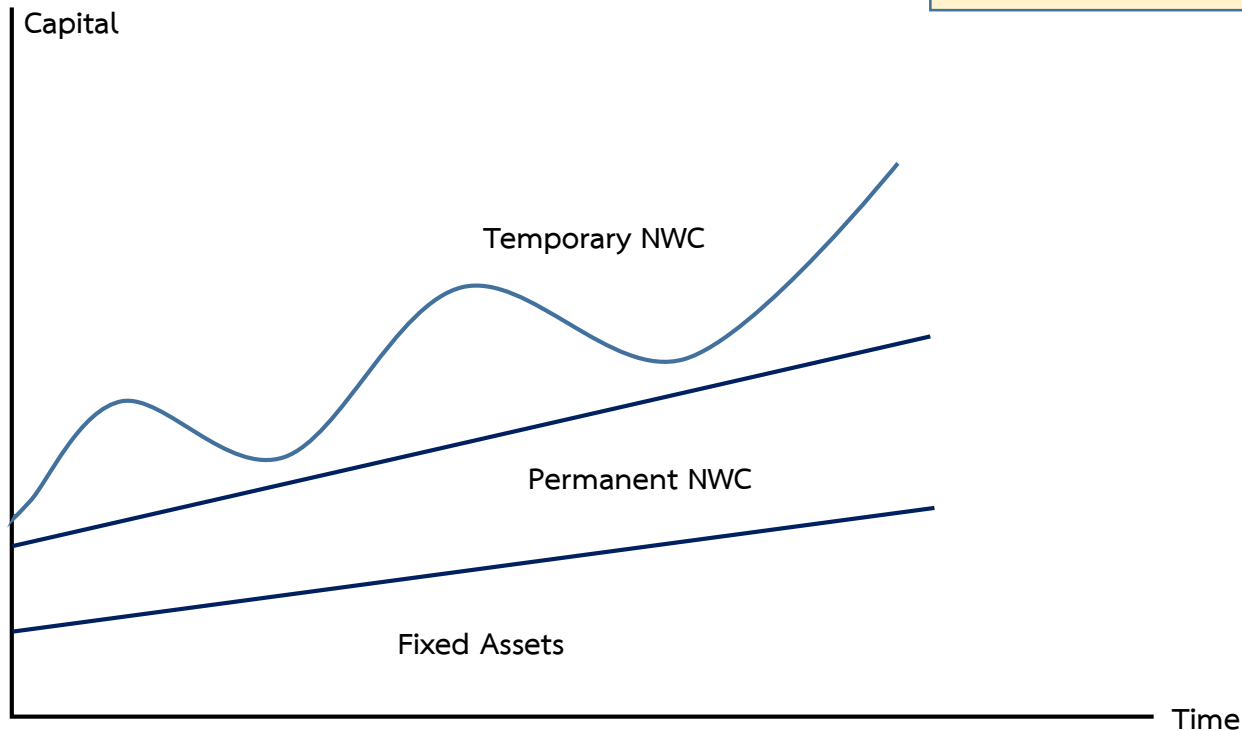 Capital
Temporary NWC
Permanent NWC
Fixed Assets
Time